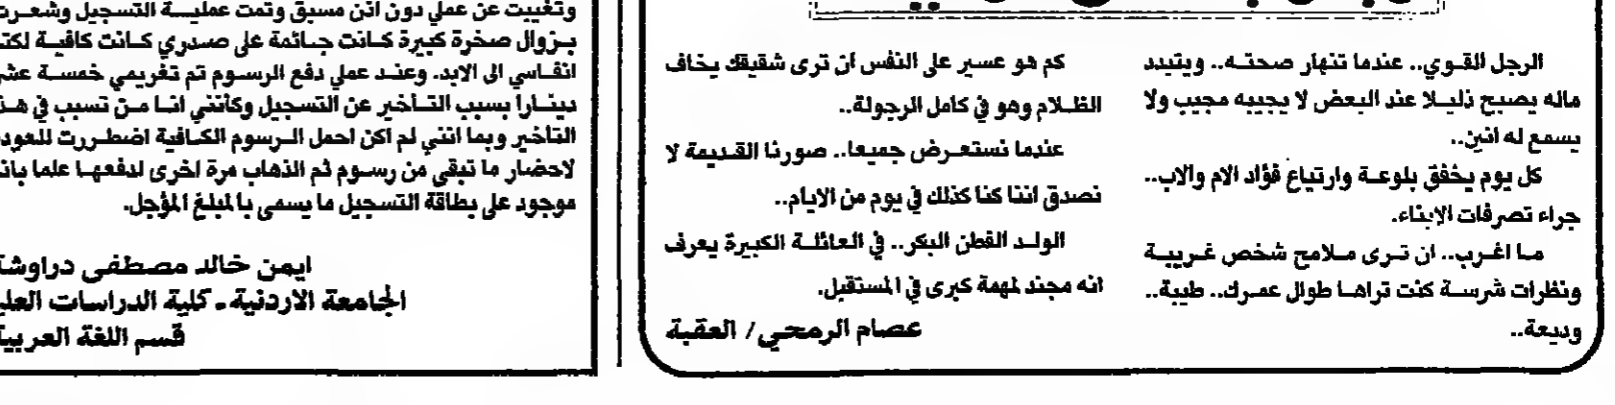 الرجل القوي.. عندما تنهار صحته.. ويتبدد
ماله يصبح ذليلا عند البعض لا يجيبه مجيب ولا
يسمع له انين..
كل يوم يخفق بلوعة وارتياع فؤاد الام والاب..
جراء تصرفات الابناء.
ما اغرب.. ان ترى ملامح شخص غريبة
ونظرات شرسة كنت تراها طوال عمرك.. طيبة..
وديعة..
كم هو عسير على النفس ان ترى شقيقك يخاف
الظلام وهو في كامل الرجولة..
عندما نستعرض جميعا.. صورنا القديمة لا
نصدق اننا كنا كذلك في يوم من الايام..
الولد الفطن البكر.. في العائلة الكبيرة يعرف
انه مجند لمهمة كبرى في المستقبل.
عصام الرمحي / العقبة
وتغيبت عن عملي دون اذن مسبق وتمت عملية التسجيل وشعرت
بزوال صخرة كبيرة كانت جاثمة على صدري كانت كافية لكتم
انفاسي الى الابد. وعند عملي دفع الرسوم تم تغريمي خمسة عشر
دينارا بسبب التأخير عن التسجيل وكأنني انا من تسبب في هذا
التاخير وبما انني لم اكن احمل الرسوم الكافية اضطررت للعودة
لاحضار ما تبقى من رسوم ثم الذهاب مرة اخرى لدفعها علما بانه
موجود على بطاقة التسجيل ما يسمى بالمبلغ المؤجل.
ايمن خالد مصطفى دراوشة
الجامعة الاردنية - كلية الدراسات العليا
قسم اللغة العربية